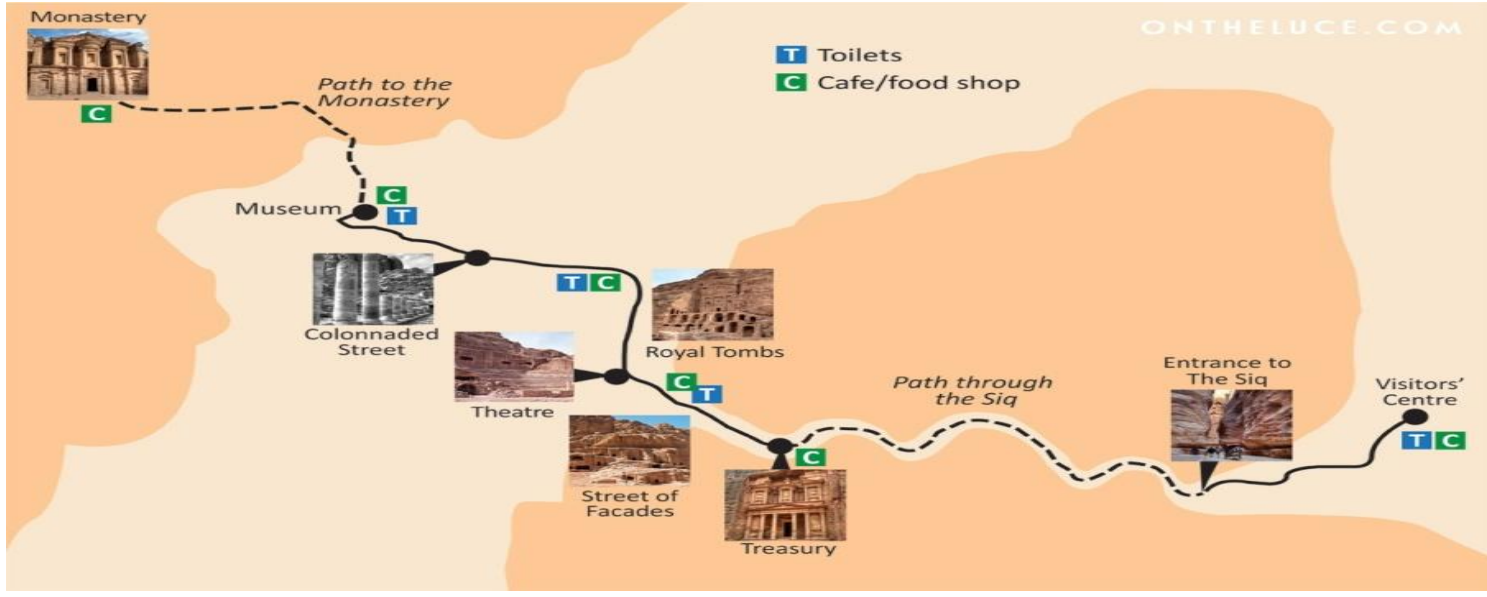 Monastery
ONTHELUCE.COM
T Toilets
C Cafe/food shop
Path to the
Monastery
C
C
Museum
T
T C
Colonnaded
Street
Royal Tombs
Theatre
C
T
Path through
the Siq
Entrance to
The Siq
Visitors'
Centre
T C
C
Street of
Facades
Treasury